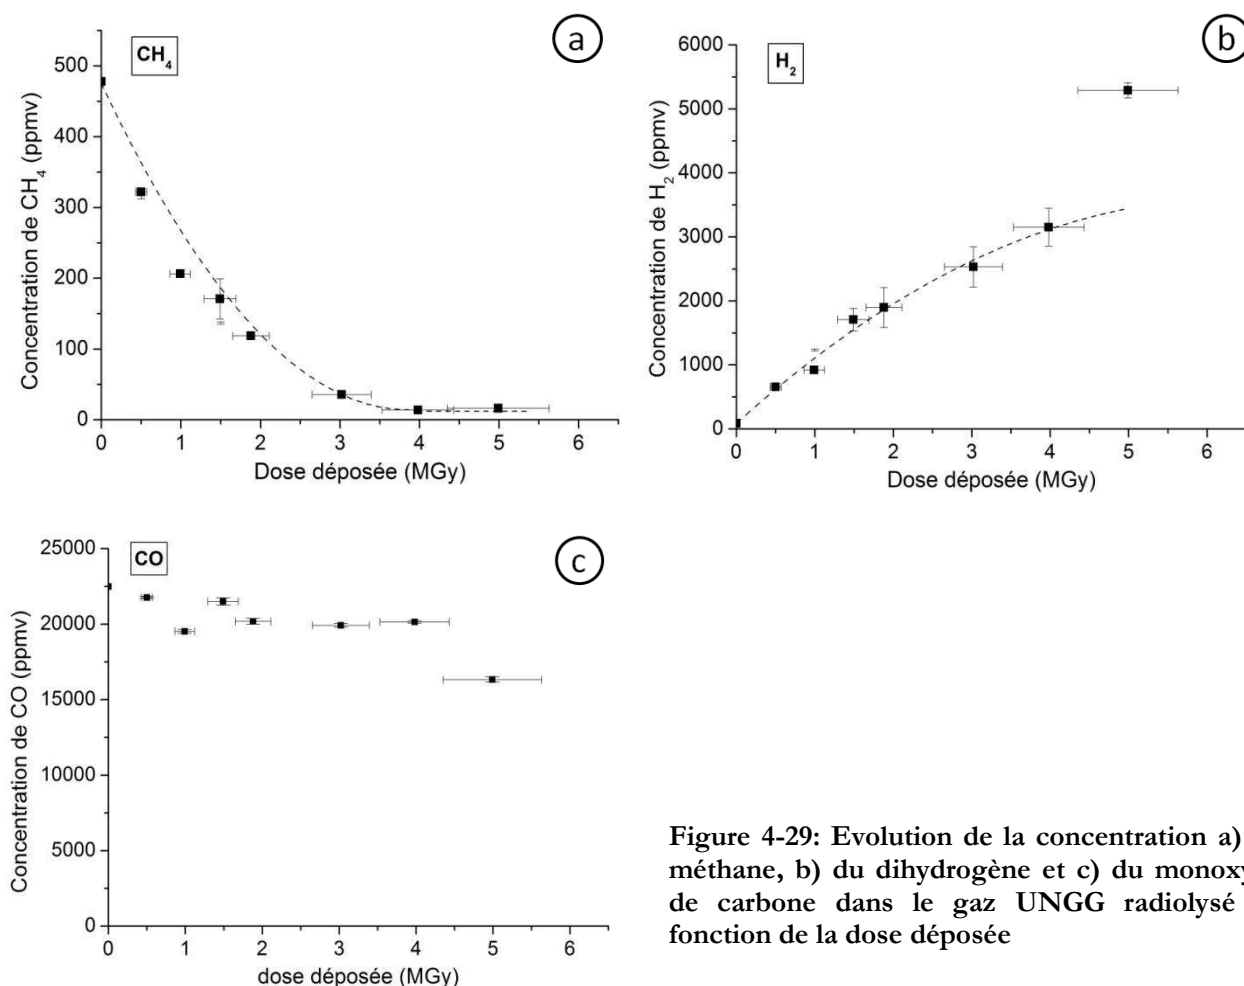 a
CH4
500
400
300
200
100
0
0 1 2 3 4 5 6
Concentration de CH4 (ppmv)
Dose déposée (MGy)
b
H2
6000
5000
4000
3000
2000
1000
0
0 1 2 3 4 5 6
Concentration de H2 (ppmv)
Dose déposée (MGy)
c
CO
25000
20000
15000
10000
5000
0
0 1 2 3 4 5 6
Concentration de CO (ppmv)
dose déposée (MGy)
Figure 4-29: Evolution de la concentration a)
méthane, b) du dihydrogène et c) du monoxy
de carbone dans le gaz UNGG radiolysé
fonction de la dose déposée